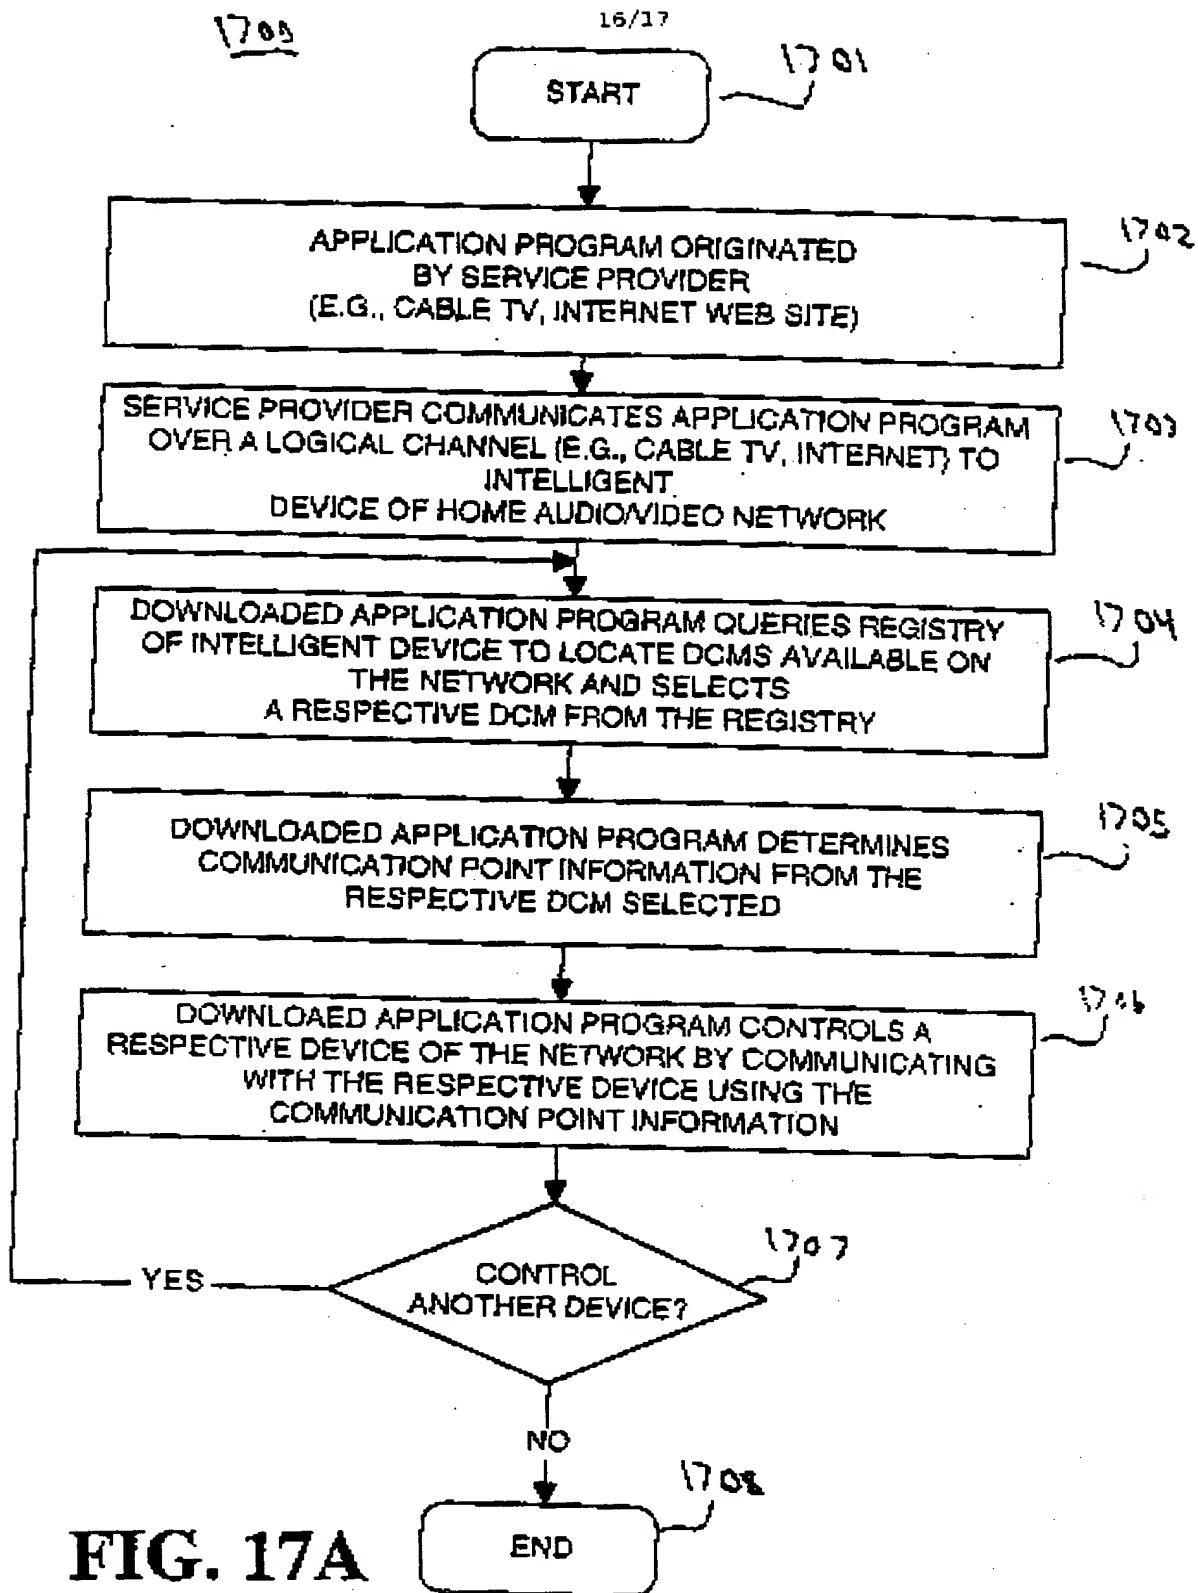 16/17
1700
START
1701
APPLICATION PROGRAM ORIGINATED
BY SERVICE PROVIDER
(E.G., CABLE TV, INTERNET WEB SITE)
1702
SERVICE PROVIDER COMMUNICATES APPLICATION PROGRAM
OVER A LOGICAL CHANNEL (E.G., CABLE TV, INTERNET) TO
INTELLIGENT
DEVICE OF HOME AUDIO/VIDEO NETWORK
1703
DOWNLOADED APPLICATION PROGRAM QUERIES REGISTRY
OF INTELLIGENT DEVICE TO LOCATE DCMS AVAILABLE ON
THE NETWORK AND SELECTS
A RESPECTIVE DCM FROM THE REGISTRY
1704
DOWNLOADED APPLICATION PROGRAM DETERMINES
COMMUNICATION POINT INFORMATION FROM THE
RESPECTIVE DCM SELECTED
1705
DOWNLOAED APPLICATION PROGRAM CONTROLS A
RESPECTIVE DEVICE OF THE NETWORK BY COMMUNICATING
WITH THE RESPECTIVE DEVICE USING THE
COMMUNICATION POINT INFORMATION
1706
CONTROL
ANOTHER DEVICE?
1707
YES
NO
END
1708
FIG. 17A